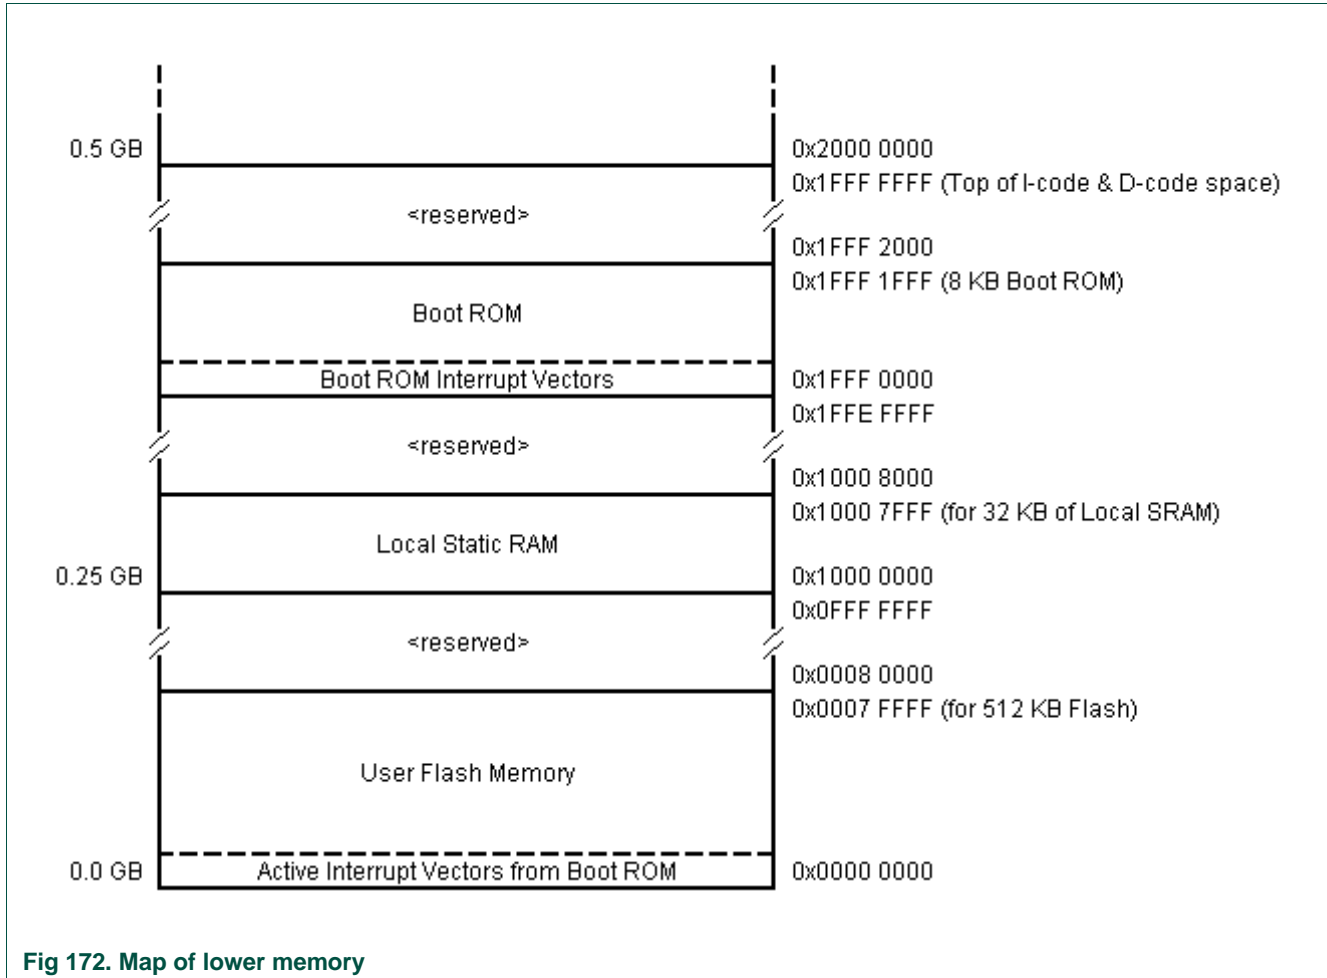 0.5 GB
0x2000 0000
0x1FFF FFFF (Top of I-code & D-code space)
<reserved>
0x1FFF 2000
0x1FFF 1FFF (8 KB Boot ROM)
Boot ROM
Boot ROM Interrupt Vectors
0x1FFF 0000
0x1FFE FFFF
<reserved>
0x1000 8000
0x1000 7FFF (for 32 KB of Local SRAM)
Local Static RAM
0.25 GB
0x1000 0000
0x0FFF FFFF
<reserved>
0x0008 0000
0x0007 FFFF (for 512 KB Flash)
User Flash Memory
0.0 GB
Active Interrupt Vectors from Boot ROM
0x0000 0000
Fig 172. Map of lower memory